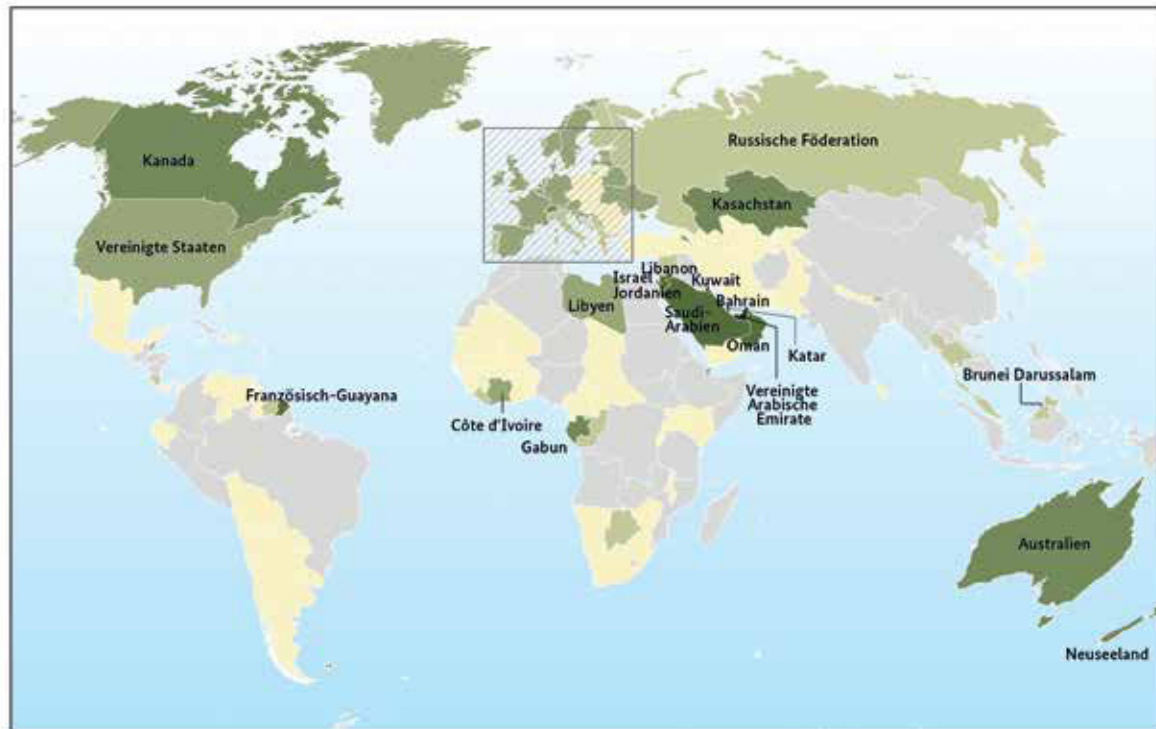 Russische Föderation
Kanada
Kasachstan
Vereinigte Staaten
Libanon
Israel
Kuwait
Jordanien
Bahrain
Libyen
Saudi-
Arabien
Oman
Katar
Brunei Darussalam
Vereinigte
Arabische
Emirate
Französisch-Guayana
Côte d'Ivoire
Gabun
Australien
Neuseeland